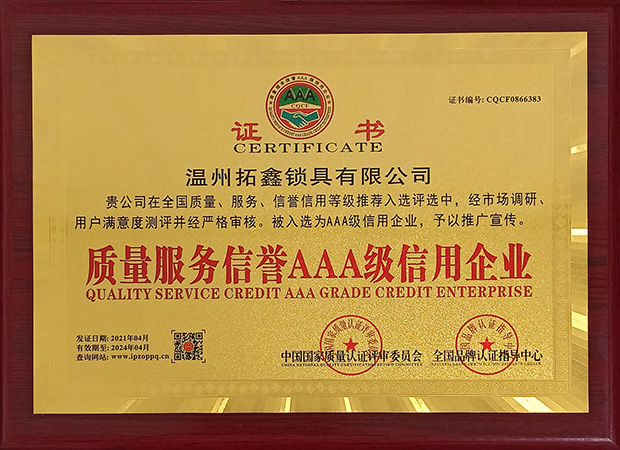 AAA
CQCF
证书编号: CQCF0866383
证 书
CERTIFICATE
温州拓鑫锁具有限公司
贵公司在全国质量、服务、信誉信用等级推荐入选评选中，经市场调研、
用户满意度测评并经严格审核。被入选为AAA级信用企业，予以推广宣传。
质量服务信誉AAA级信用企业
QUALITY SERVICE CREDIT AAA GRADE CREDIT ENTERPRISE
发证日期: 2021年04月
有效期至: 2024年04月
查询网站: www.ipzoppq.cn
中国国家质量认证评审委员会
CHINA NATIONAL QUALITY CERTIFICATION REVIEW COMMITTEE
全国品牌认证指导中心